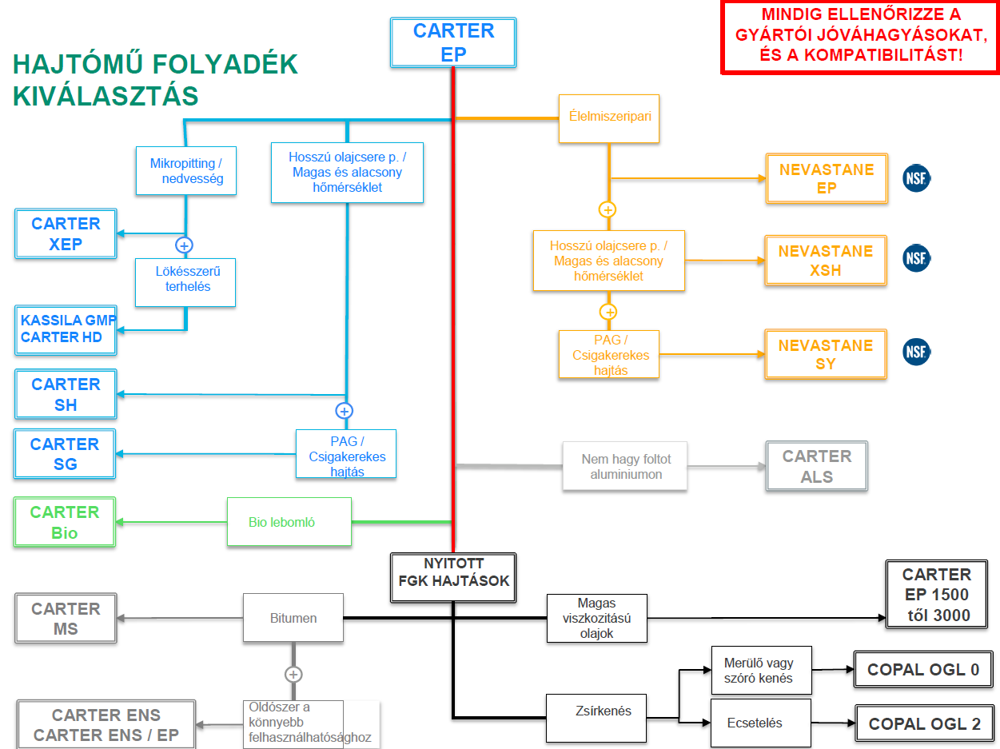 CARTER
EP
MINDIG ELLENŐRIZZE A
GYÁRTÓI JÓVÁHAGYÁSOKAT,
ÉS A KOMPATIBILITÁST!
HAJTÓMŰ FOLYADÉK
KIVÁLASZTÁS
Mikropitting /
nedvesség
Hosszú olajcsere p. /
Magas és alacsony
hőmérséklet
Élelmiszeripari
NEVASTANE
EP
NSF
CARTER
XEP
+
Lökésszerű
terhelés
KASSILA GMP
CARTER HD
+
Hosszú olajcsere p. /
Magas és alacsony
hőmérséklet
NEVASTANE
XSH
NSF
+
PAG /
Csigakerekes
hajtás
NEVASTANE
SY
NSF
CARTER
SH
+
PAG /
Csigakerekes
hajtás
CARTER
SG
Nem hagy foltot
aluminiumon
CARTER
ALS
CARTER
Bio
Bio lebomló
NYITOTT
FGK HAJTÁSOK
CARTER
MS
Bitumen
Magas
viszkozitású
olajok
CARTER
EP 1500
től 3000
+
CARTER ENS
CARTER ENS / EP
Oldószer a
könnyebb
felhasználhatósághoz
Zsírkenés
Merülő vagy
szóró kenés
COPAL OGL 0
Ecsetelés
COPAL OGL 2